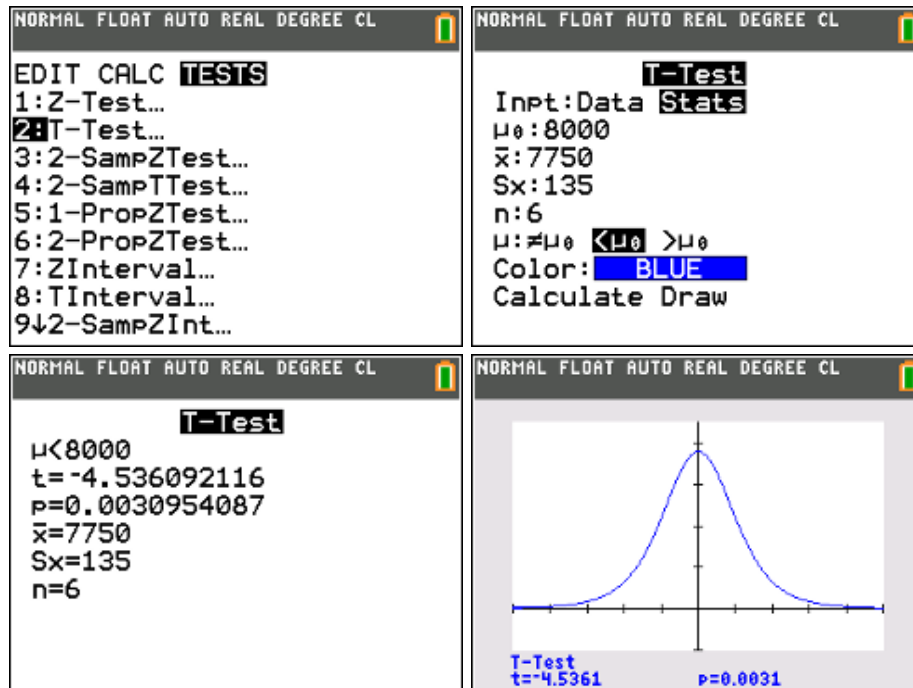 NORMAL FLOAT AUTO REAL DEGREE CL
EDIT CALC TESTS
1:Z-Test…
2:T-Test…
3:2-SampZTest…
4:2-SampTTest…
5:1-PropZTest…
6:2-PropZTest…
7:ZInterval…
8:TInterval…
9↓2-SampZInt…
NORMAL FLOAT AUTO REAL DEGREE CL
T-Test
Inpt:Data Stats
μ₀:8000
x̄:7750
Sx:135
n:6
μ:≠μ₀ <μ₀ >μ₀
Color: BLUE
Calculate Draw
NORMAL FLOAT AUTO REAL DEGREE CL
T-Test
μ<8000
t=-4.536092116
p=0.0030954087
x̄=7750
Sx=135
n=6
NORMAL FLOAT AUTO REAL DEGREE CL
T-Test
t=-4.5361 p=0.0031